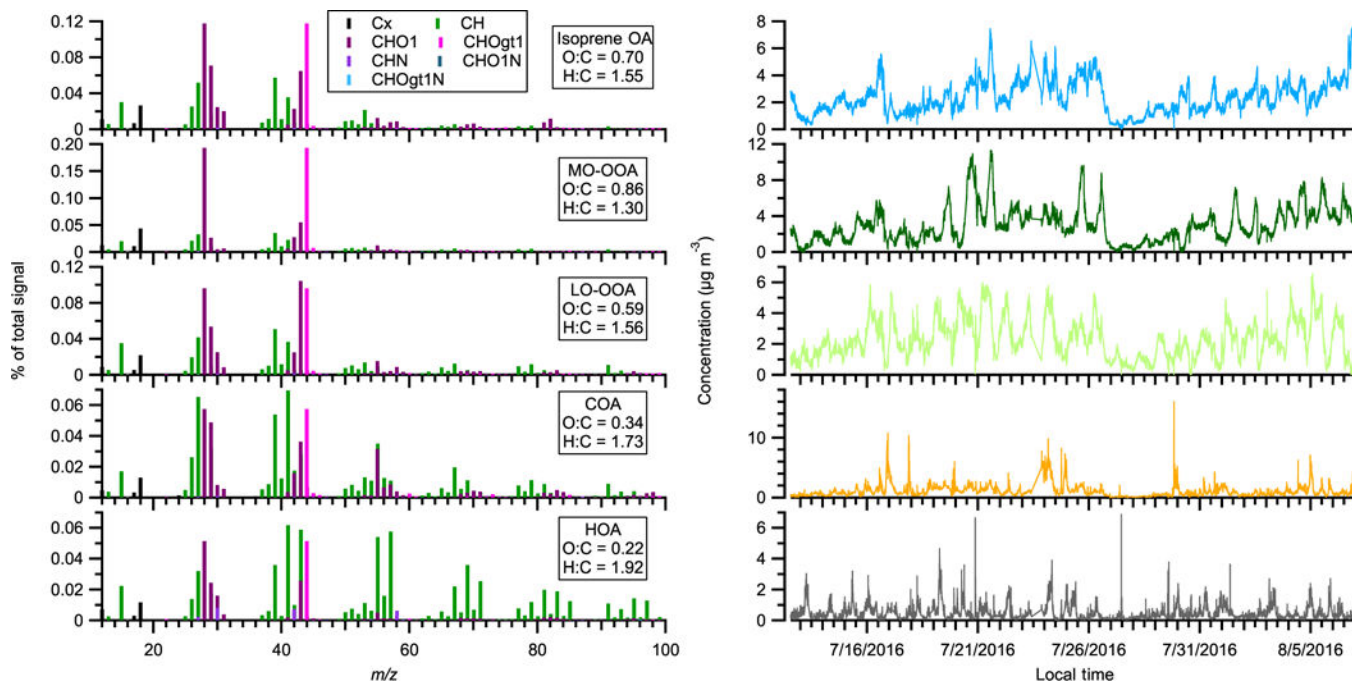 % of total signal
0.12
0.08
0.04
0
Cx
CH
CHO1
CHOgt1
CHN
CHO1N
CHOgt1N
Isoprene OA
O:C = 0.70
H:C = 1.55
0.20
0.15
0.10
0.05
0
MO-OOA
O:C = 0.86
H:C = 1.30
0.12
0.08
0.04
0
LO-OOA
O:C = 0.59
H:C = 1.56
0.06
0.04
0.02
0
COA
O:C = 0.34
H:C = 1.73
0.06
0.04
0.02
0
HOA
O:C = 0.22
H:C = 1.92
20
40
60
80
100
m/z
Concentration (µg m⁻³)
8
6
4
2
0
12
8
4
0
6
4
2
0
10
0
6
4
2
0
7/16/2016
7/21/2016
7/26/2016
7/31/2016
8/5/2016
Local time